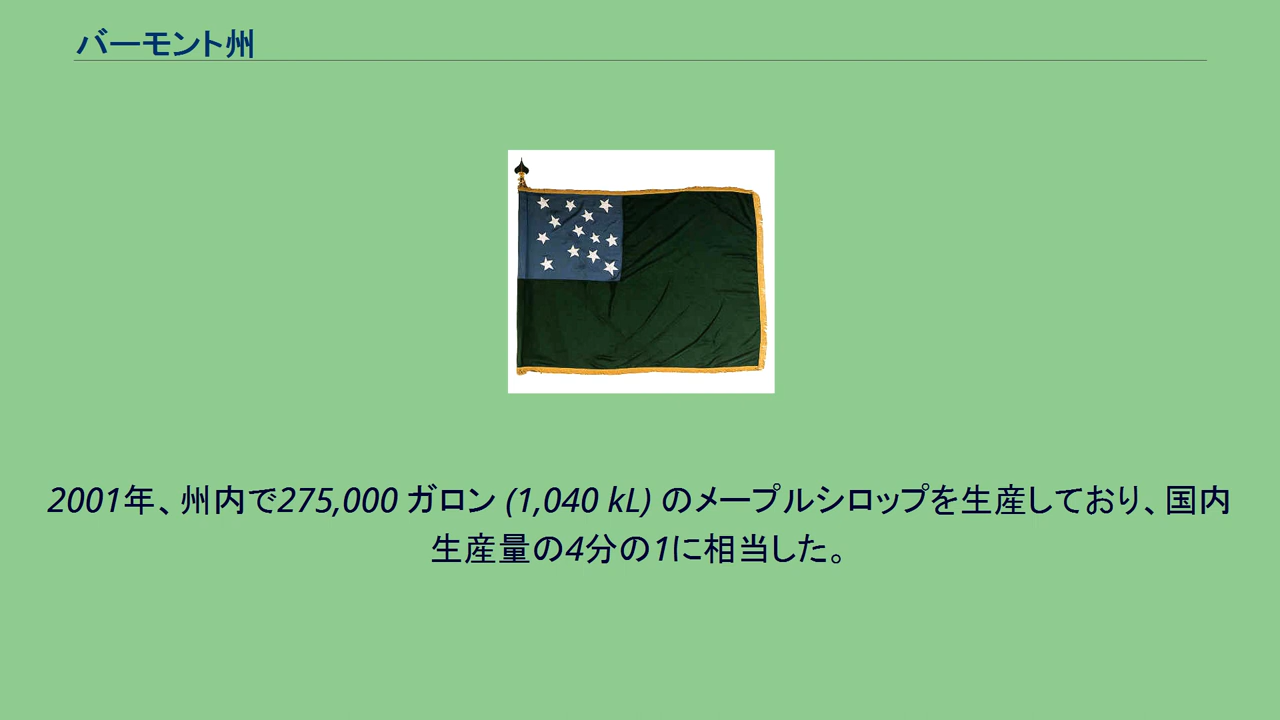 バーモント州
2001年、州内で275,000 ガロン (1,040 kL) のメープルシロップを生産しており、国内
生産量の4分の1に相当した。